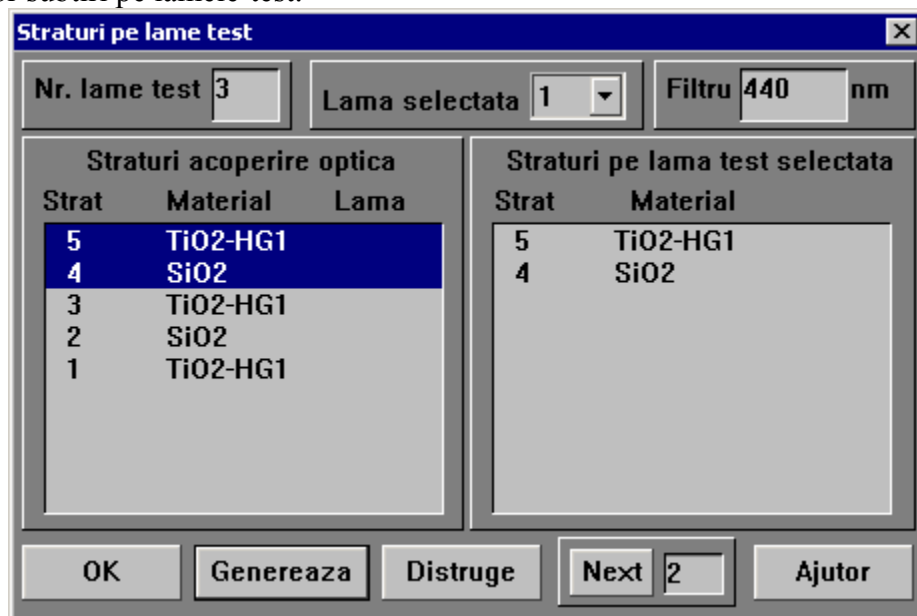 Straturi pe lame test
Nr. lame test 3
Lama selectata 1
Filtru 440 nm
Straturi acoperire optica
Strat Material Lama
5 TiO2-HG1
4 SiO2
3 TiO2-HG1
2 SiO2
1 TiO2-HG1
Straturi pe lama test selectata
Strat Material
5 TiO2-HG1
4 SiO2
OK Genereaza Distruge Next 2 Ajutor